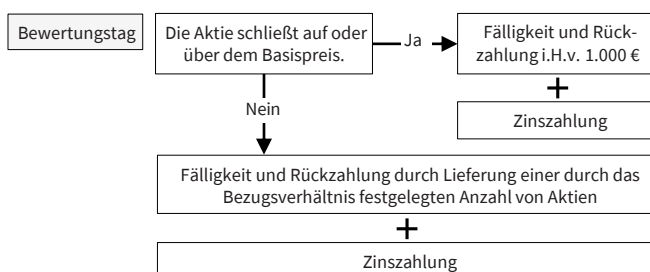 Bewertungstag
Die Aktie schließt auf oder
über dem Basispreis.
Ja
Fälligkeit und Rück-
zahlung i.H.v. 1.000 €
+
Zinszahlung
Nein
Fälligkeit und Rückzahlung durch Lieferung einer durch das
Bezugsverhältnis festgelegten Anzahl von Aktien
+
Zinszahlung